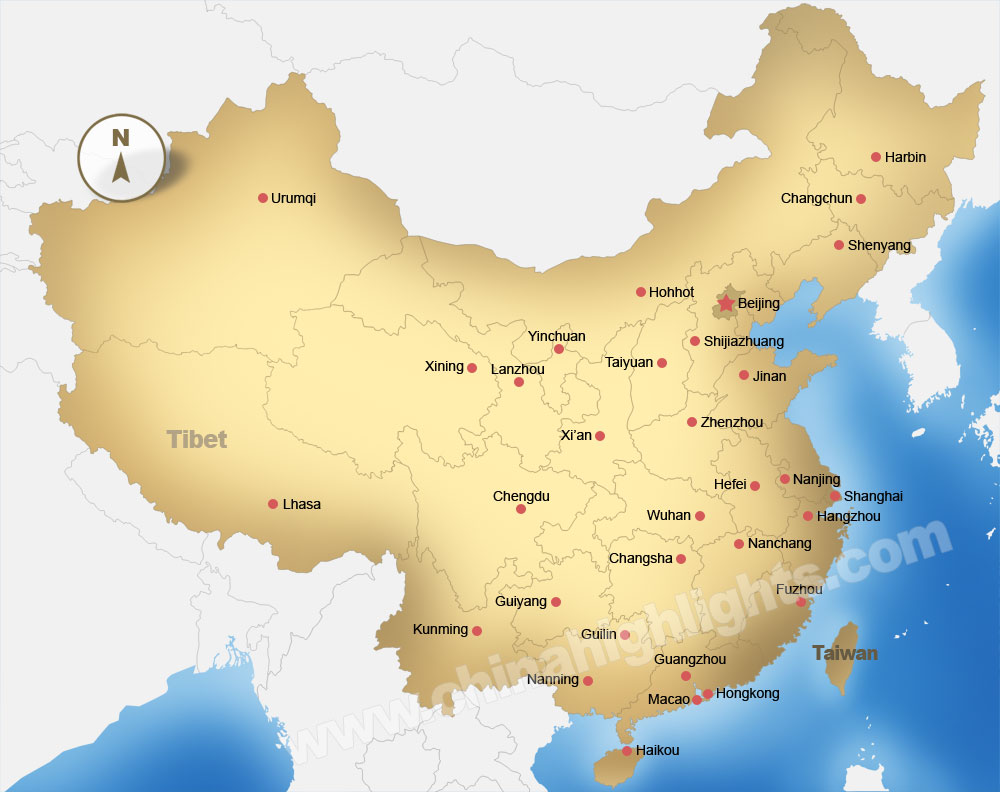 N
Harbin
Urumqi
Changchun
Shenyang
Hohhot
Beijing
Yinchuan
Shijiazhuang
Xining
Lanzhou
Taiyuan
Jinan
Zhenzhou
Xi'an
Tibet
Hefei
Nanjing
Chengdu
Shanghai
Lhasa
Wuhan
Hangzhou
Nanchang
Changsha
Fuzhou
Guiyang
Kunming
Guilin
Taiwan
Guangzhou
Nanning
Macao
Hongkong
Haikou
www.chinahighlights.com